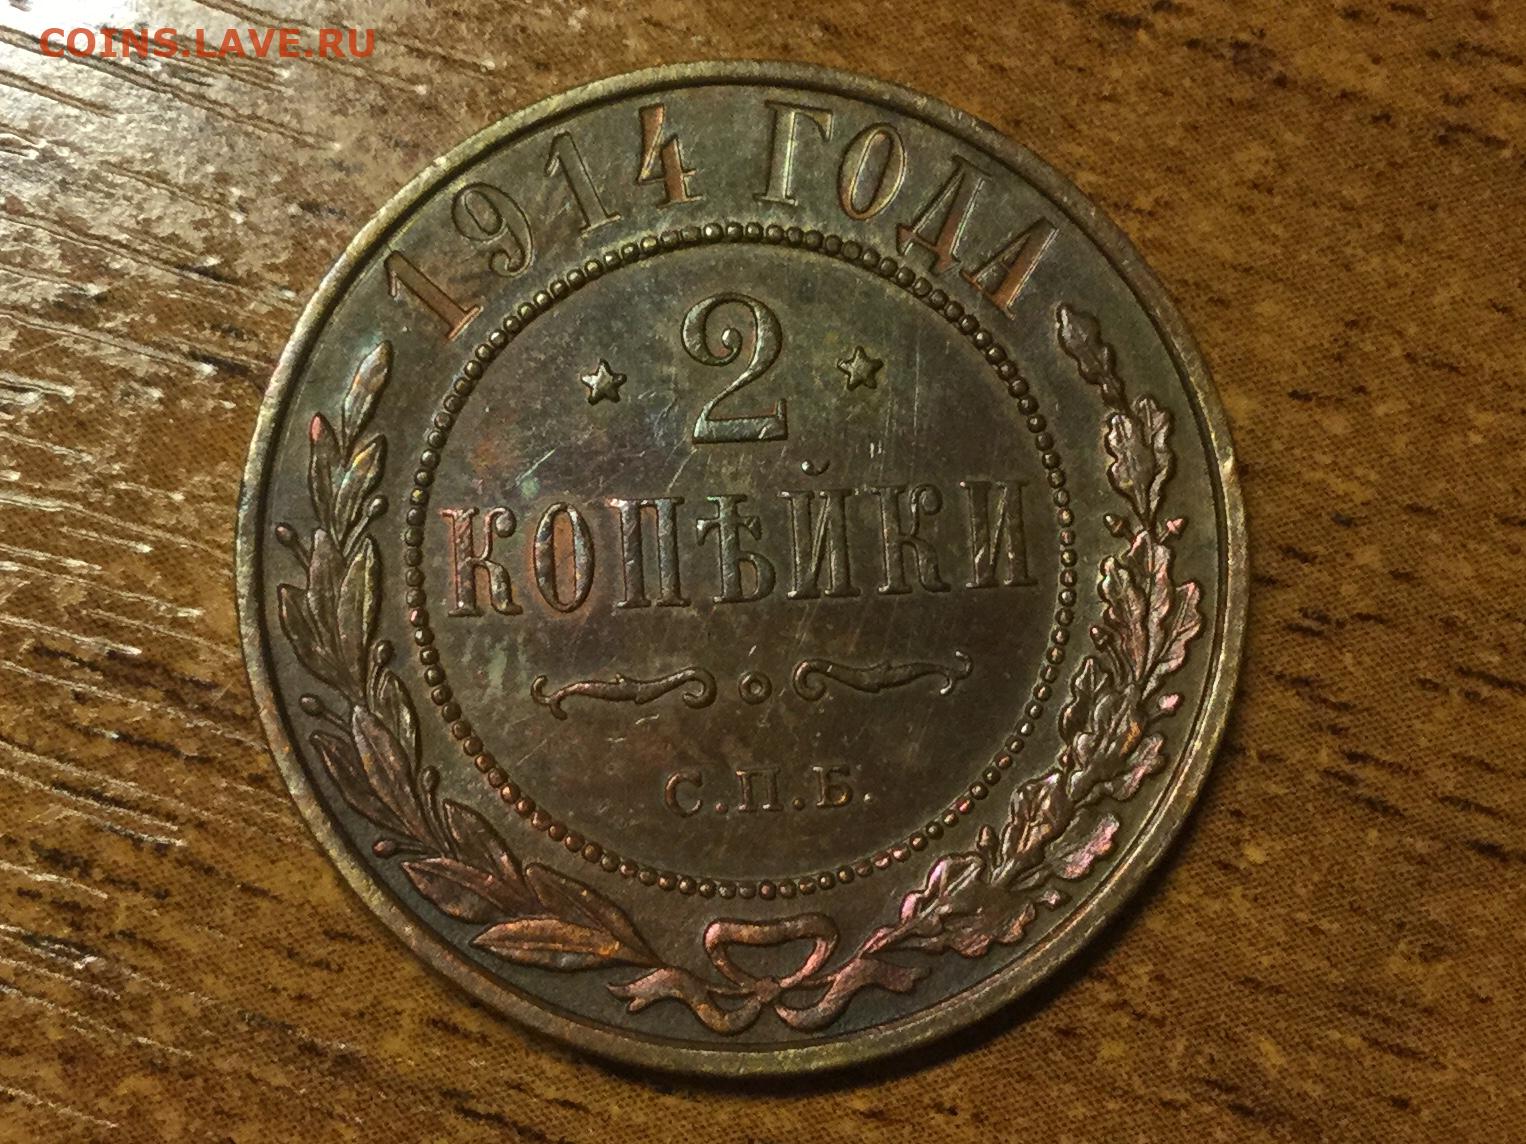 COINS.LAVE.RU
1914 ГОДА
2
КОПѢЙКИ
С.П.Б.